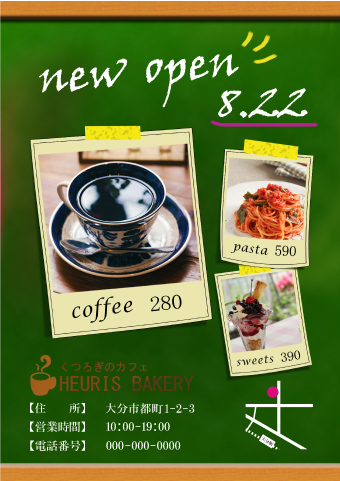 new open
8.22
coffee 280
pasta 590
sweets 390
くつろぎのカフェ
HEURIS BAKERY
【住　　所】　大分市都町1-2-3
【営業時間】　10:00-19:00
【電話番号】　000-000-0000